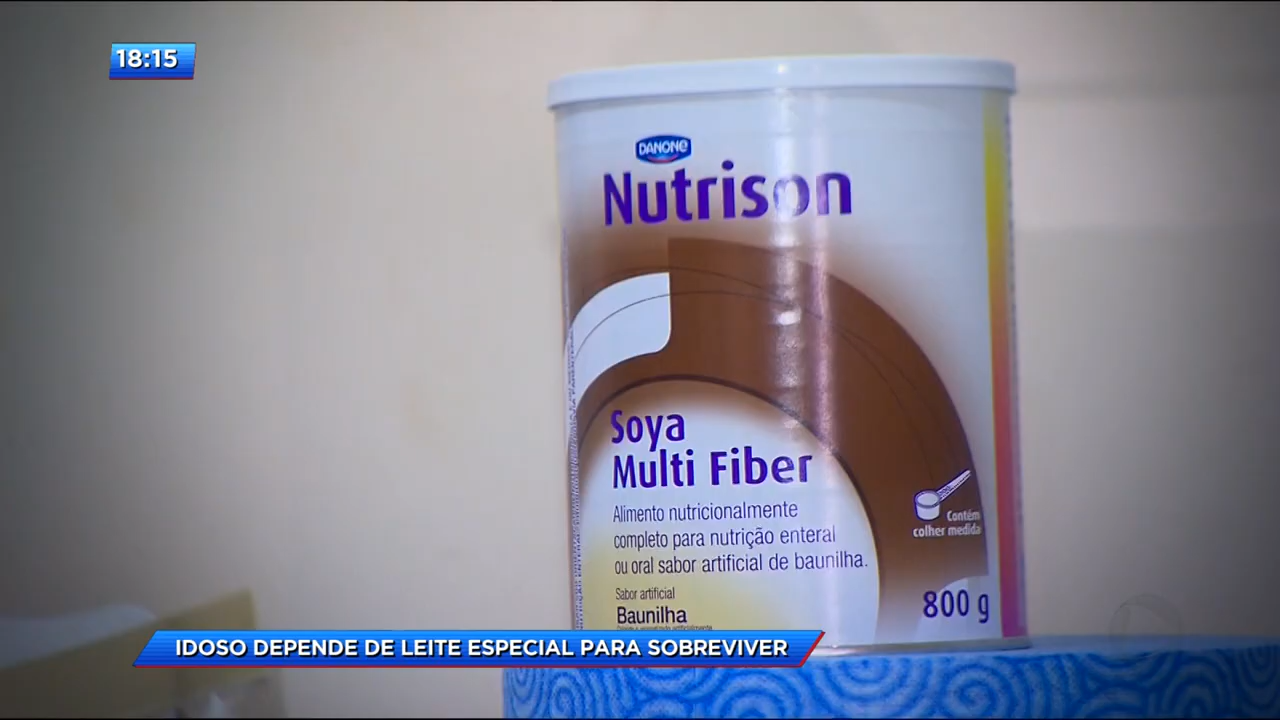 18:15
DANONE
Nutrison
Soya
Multi Fiber
Alimento nutricionalmente
completo para nutrição enteral
ou oral sabor artificial de baunilha.
Sabor artificial
Baunilha
Contém
colher medida
800 g
IDOSO DEPENDE DE LEITE ESPECIAL PARA SOBREVIVER